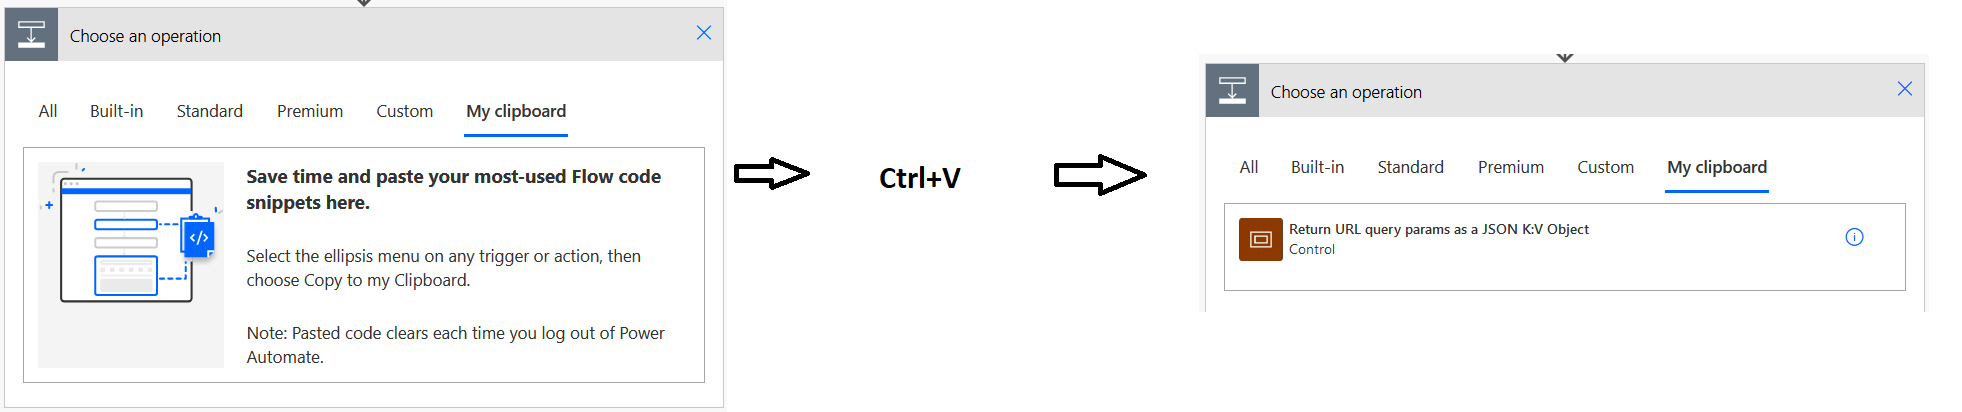 Choose an operation
All Built-in Standard Premium Custom My clipboard
Save time and paste your most-used Flow code
snippets here.
Select the ellipsis menu on any trigger or action, then
choose Copy to my Clipboard.
Note: Pasted code clears each time you log out of Power
Automate.
</>
Ctrl+V
Choose an operation
All Built-in Standard Premium Custom My clipboard
Return URL query params as a JSON K:V Object
Control